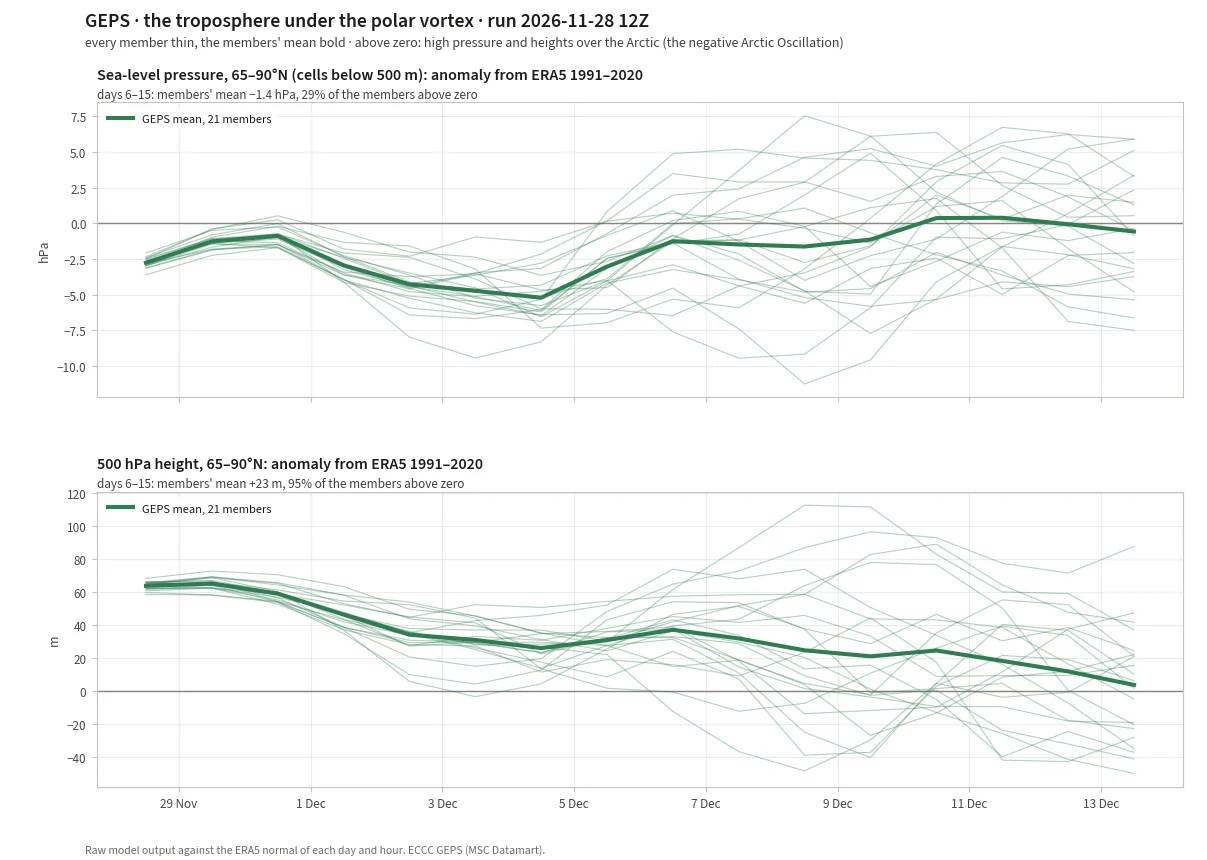 GEPS · the troposphere under the polar vortex · run 2026-11-28 12Z
every member thin, the members' mean bold · above zero: high pressure and heights over the Arctic (the negative Arctic Oscillation)
Sea-level pressure, 65–90°N (cells below 500 m): anomaly from ERA5 1991–2020
days 6–15: members' mean −1.4 hPa, 29% of the members above zero
GEPS mean, 21 members
7.5
5.0
2.5
0.0
−2.5
−5.0
−7.5
−10.0
hPa
500 hPa height, 65–90°N: anomaly from ERA5 1991–2020
days 6–15: members' mean +23 m, 95% of the members above zero
GEPS mean, 21 members
120
100
80
60
40
20
0
−20
−40
m
29 Nov 1 Dec 3 Dec 5 Dec 7 Dec 9 Dec 11 Dec 13 Dec
Raw model output against the ERA5 normal of each day and hour. ECCC GEPS (MSC Datamart).